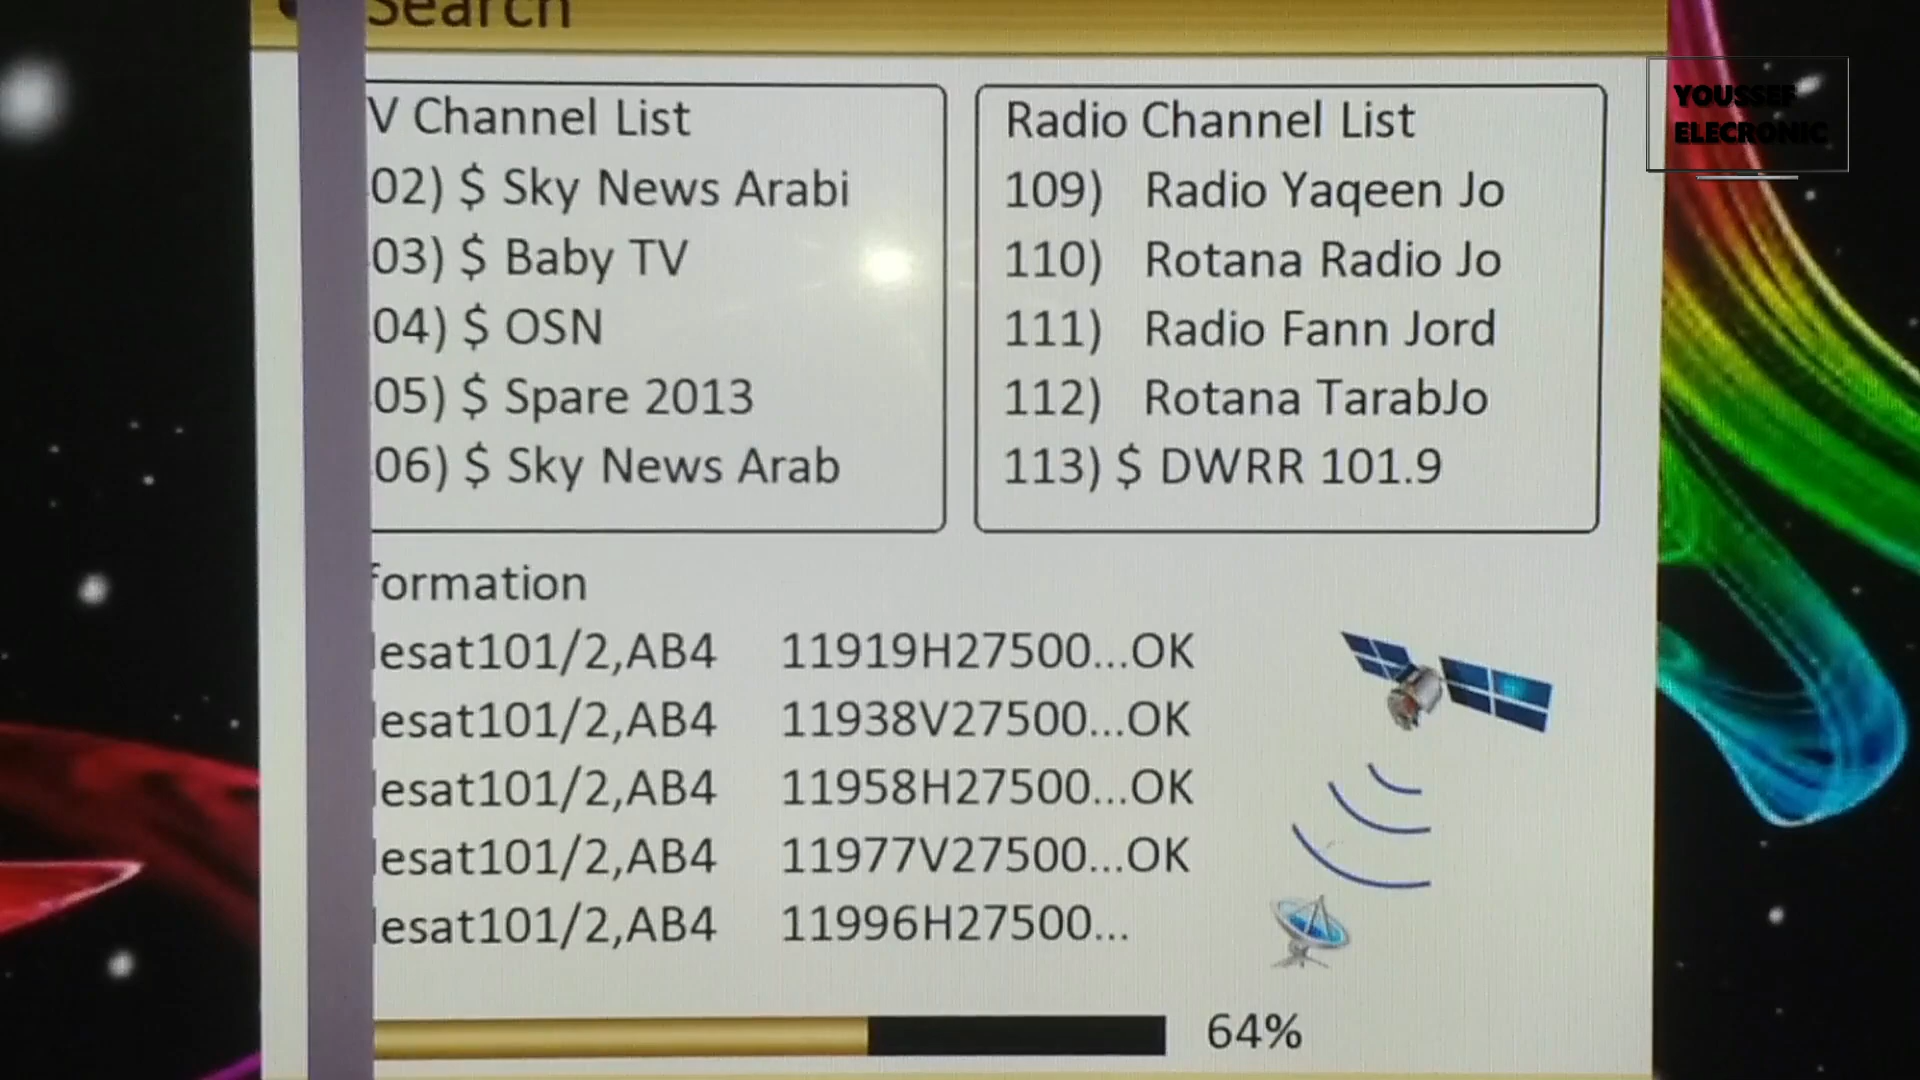 Search
V Channel List
02) $ Sky News Arabi
03) $ Baby TV
04) $ OSN
05) $ Spare 2013
06) $ Sky News Arab
Radio Channel List
109) Radio Yaqeen Jo
110) Rotana Radio Jo
111) Radio Fann Jord
112) Rotana TarabJo
113) $ DWRR 101.9
formation
lesat101/2,AB4 11919H27500...OK
lesat101/2,AB4 11938V27500...OK
lesat101/2,AB4 11958H27500...OK
lesat101/2,AB4 11977V27500...OK
lesat101/2,AB4 11996H27500...
64%
YOUSSEF
ELECRONIC